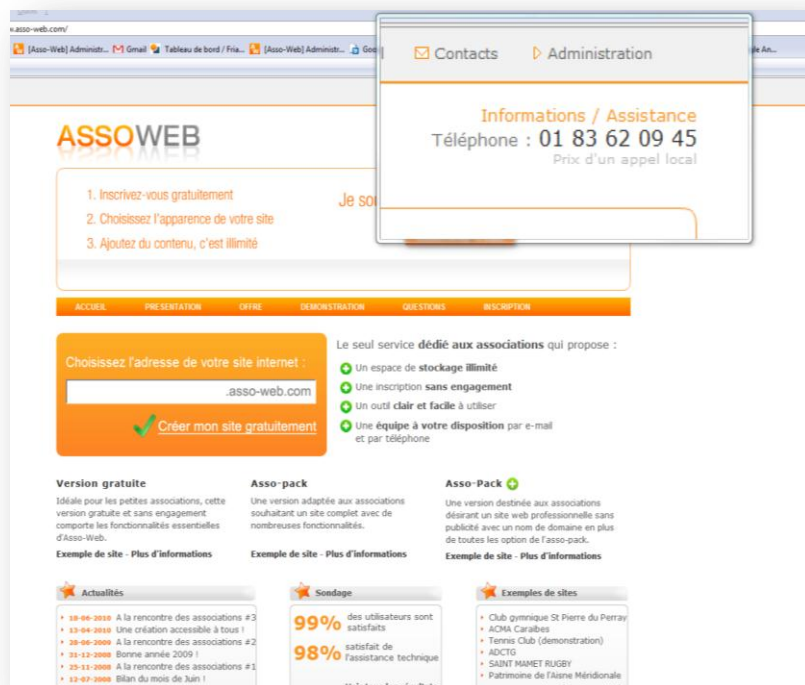 w.asso-web.com/
[Asso-Web] Administr... Gmail Tableau de bord / Fria... [Asso-Web] Administr... Goo
gle An...
Contacts Administration
Informations / Assistance
Téléphone : 01 83 62 09 45
Prix d'un appel local
ASSOWEB
1. Inscrivez-vous gratuitement
2. Choisissez l'apparence de votre site
3. Ajoutez du contenu, c'est illimité
Je sou
ACCUEIL PRESENTATION OFFRE DEMONSTRATION QUESTIONS INSCRIPTION
Choisissez l'adresse de votre site internet :
.asso-web.com
Créer mon site gratuitement
Le seul service dédié aux associations qui propose :
Un espace de stockage illimité
Une inscription sans engagement
Un outil clair et facile à utiliser
Une équipe à votre disposition par e-mail
et par téléphone
Version gratuite
Idéale pour les petites associations, cette
version gratuite et sans engagement
comporte les fonctionnalités essentielles
d'Asso-Web.
Exemple de site - Plus d'informations
Asso-pack
Une version adaptée aux associations
souhaitant un site complet avec de
nombreuses fonctionnalités.
Exemple de site - Plus d'informations
Asso-Pack
Une version destinée aux associations
désirant un site web professionnelle sans
publicité avec un nom de domaine en plus
de toutes les option de l'asso-pack.
Exemple de site - Plus d'informations
Actualités
18-06-2010 A la rencontre des associations #3
13-04-2010 Une création accessible à tous !
28-06-2009 A la rencontre des associations #2
31-12-2008 Bonne année 2009 !
25-11-2008 A la rencontre des associations #1
12-07-2008 Bilan du mois de Juin !
Sondage
99% des utilisateurs sont
satisfaits
98% satisfait de
l'assistance technique
Exemples de sites
Club gymnique St Pierre du Perray
ACMA Caraïbes
Tennis Club (demonstration)
ADCTG
SAINT MAMET RUGBY
Patrimoine de l'Aisne Méridionale